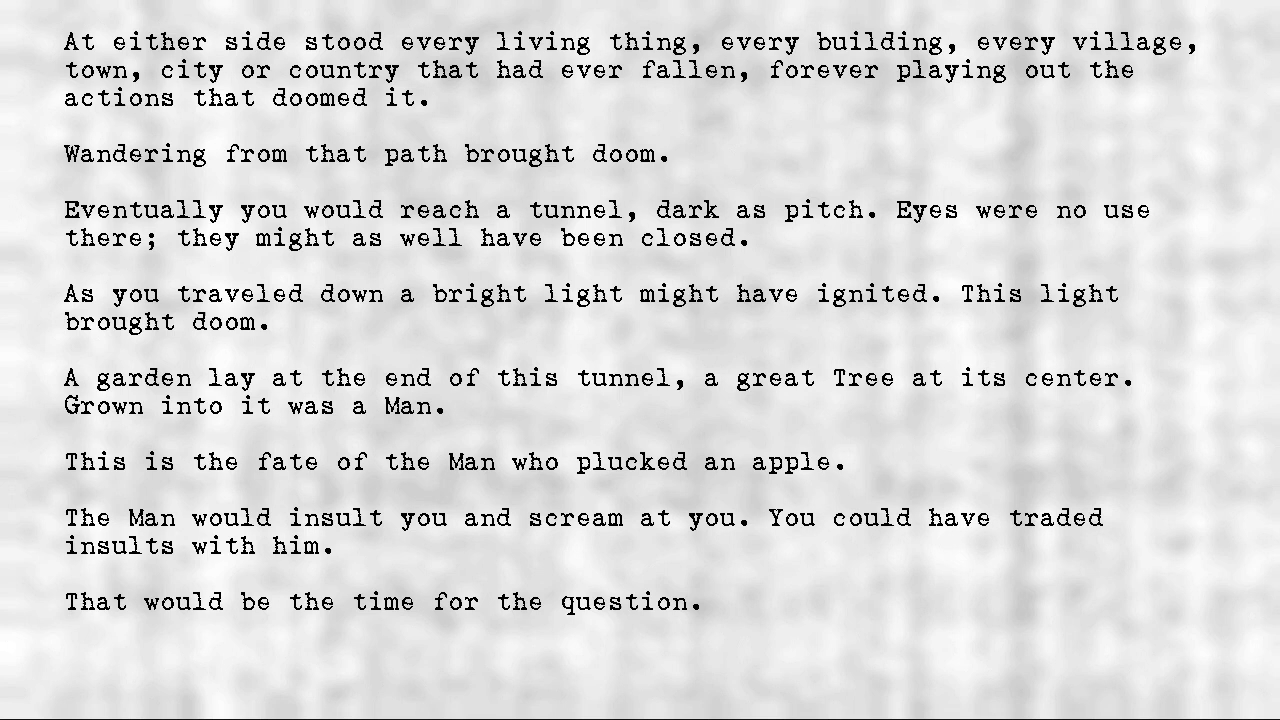 At either side stood every living thing, every building, every village,
town, city or country that had ever fallen, forever playing out the
actions that doomed it.
Wandering from that path brought doom.
Eventually you would reach a tunnel, dark as pitch. Eyes were no use
there; they might as well have been closed.
As you traveled down a bright light might have ignited. This light
brought doom.
A garden lay at the end of this tunnel, a great Tree at its center.
Grown into it was a Man.
This is the fate of the Man who plucked an apple.
The Man would insult you and scream at you. You could have traded
insults with him.
That would be the time for the question.